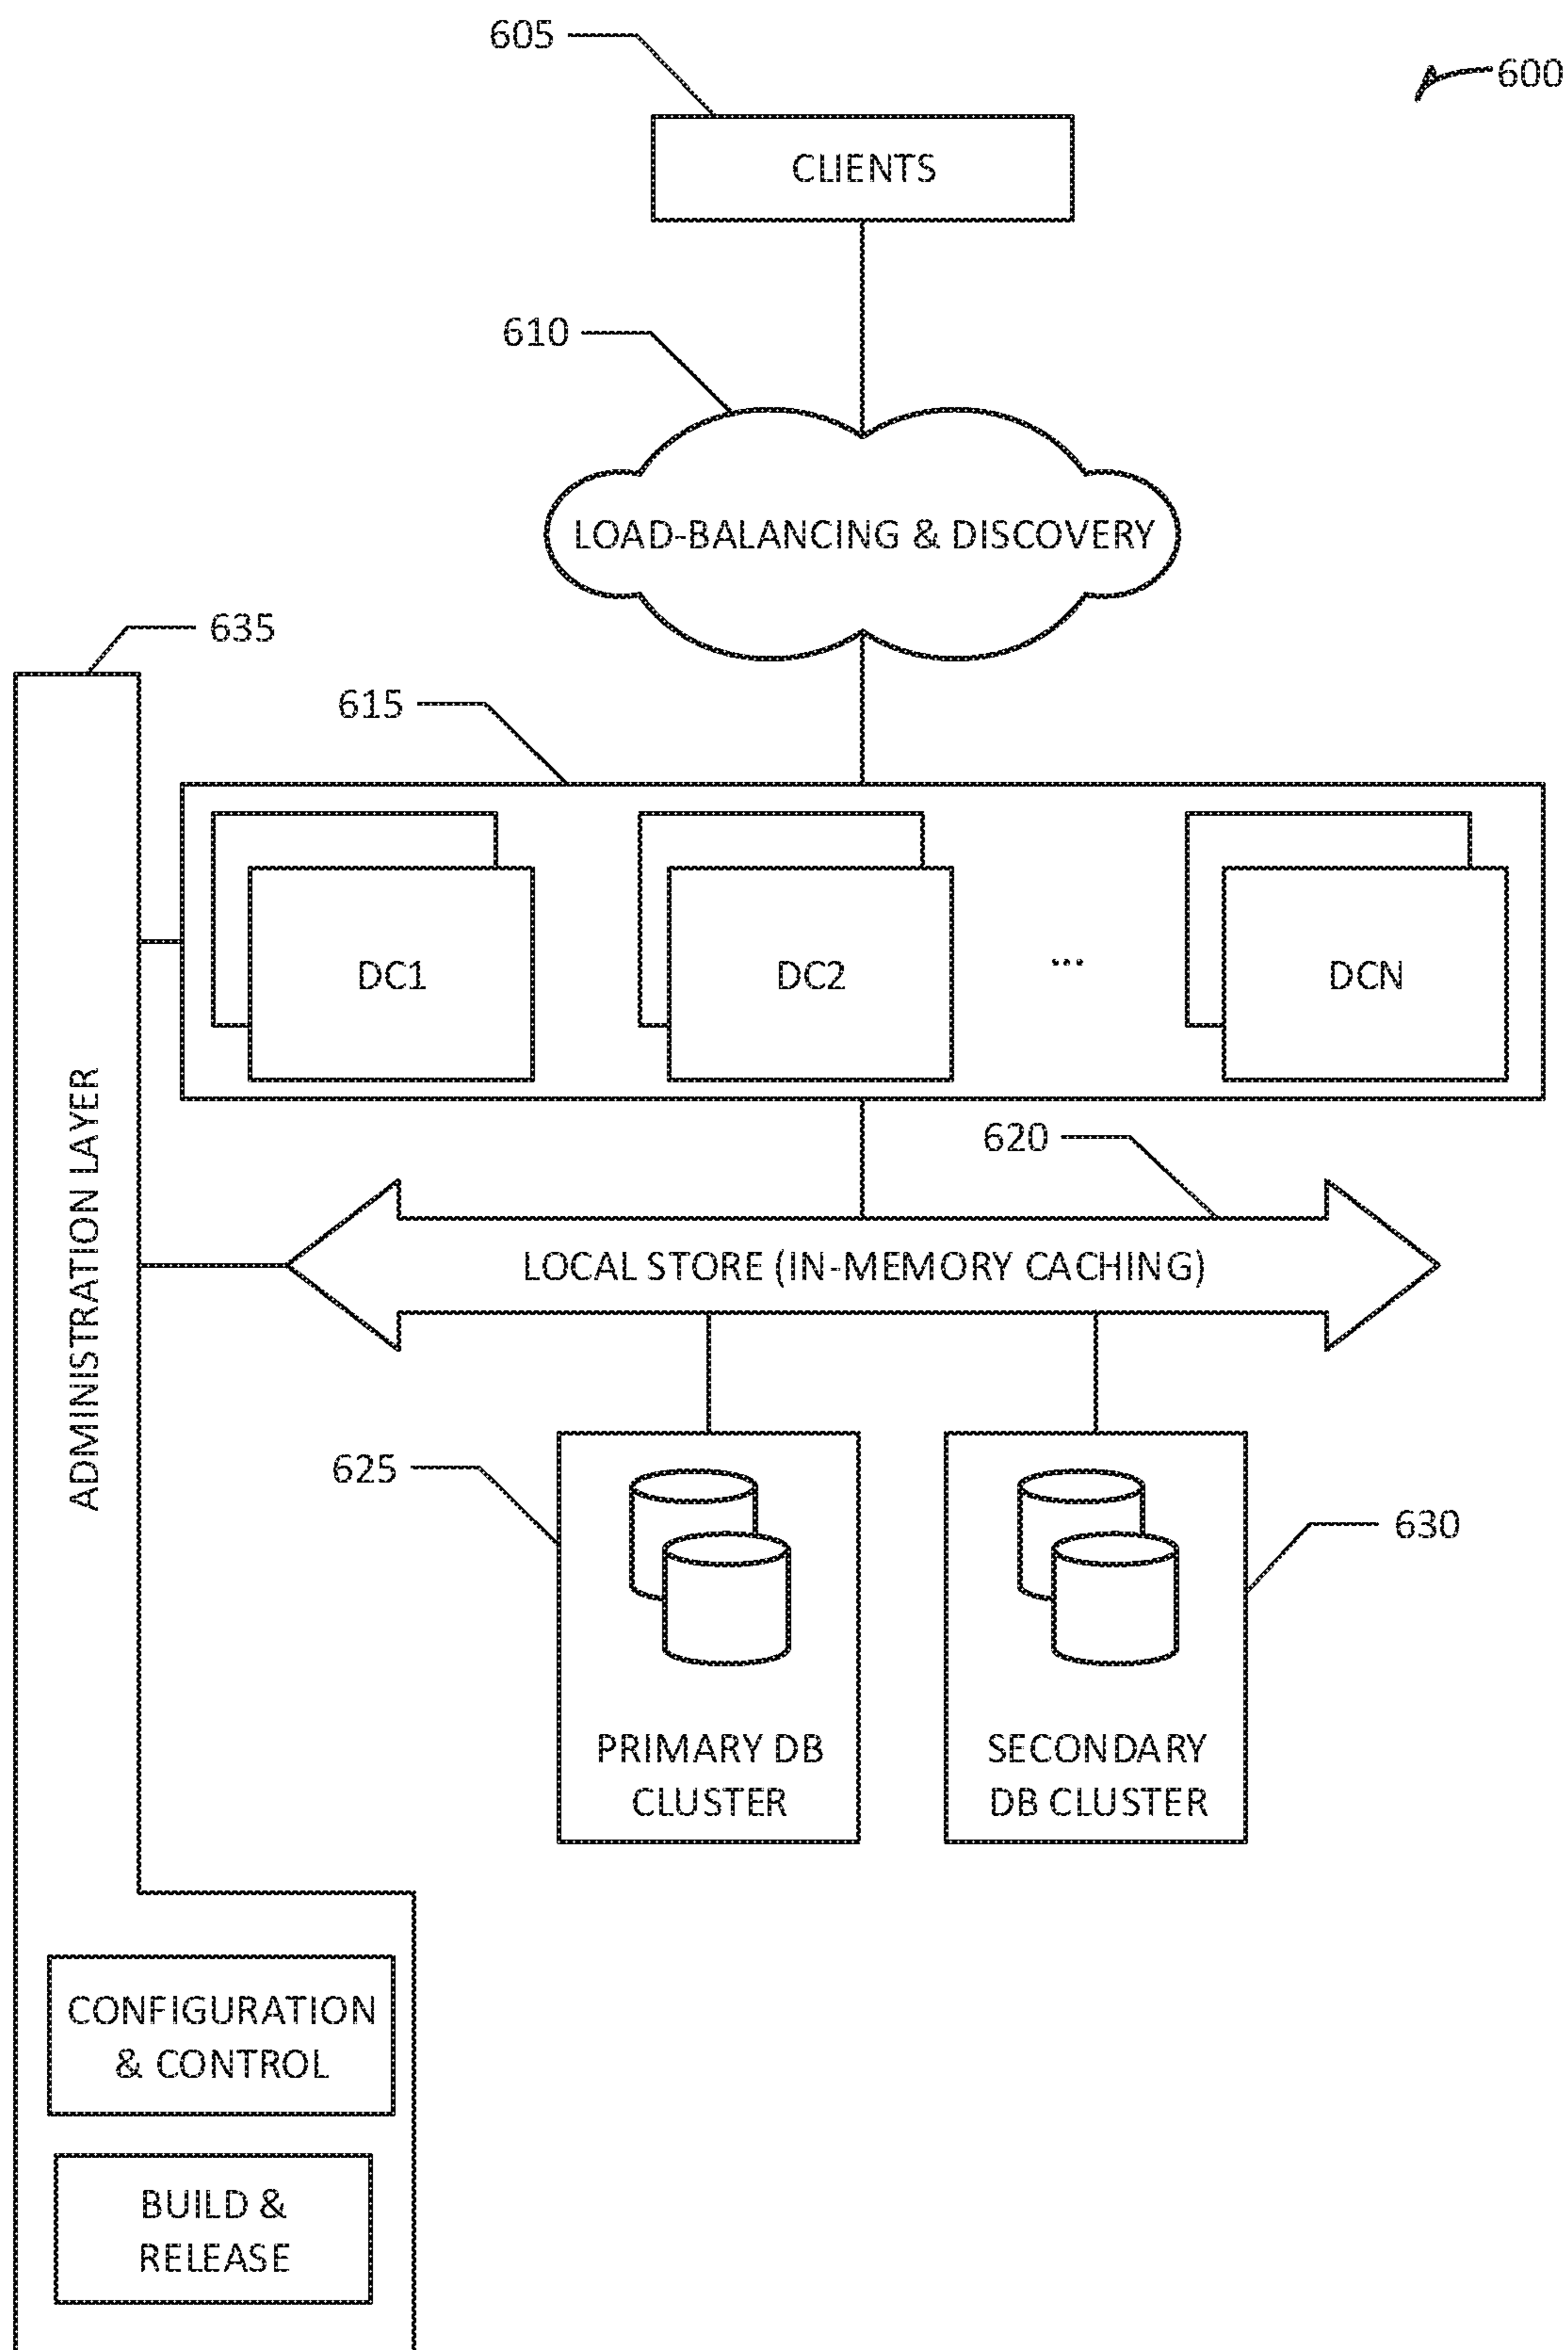 605
600
CLIENTS
610
LOAD-BALANCING & DISCOVERY
635
615
DC1
DC2
...
DCN
ADMINISTRATION LAYER
620
LOCAL STORE (IN-MEMORY CACHING)
625
630
PRIMARY DB
CLUSTER
SECONDARY
DB CLUSTER
CONFIGURATION
& CONTROL
BUILD &
RELEASE